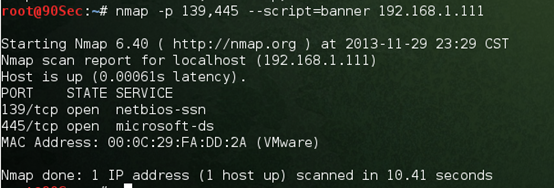 root@90Sec:~# nmap -p 139,445 --script=banner 192.168.1.111
Starting Nmap 6.40 ( http://nmap.org ) at 2013-11-29 23:29 CST
Nmap scan report for localhost (192.168.1.111)
Host is up (0.00061s latency).
PORT    STATE SERVICE
139/tcp open  netbios-ssn
445/tcp open  microsoft-ds
MAC Address: 00:0C:29:FA:DD:2A (VMware)
Nmap done: 1 IP address (1 host up) scanned in 10.41 seconds